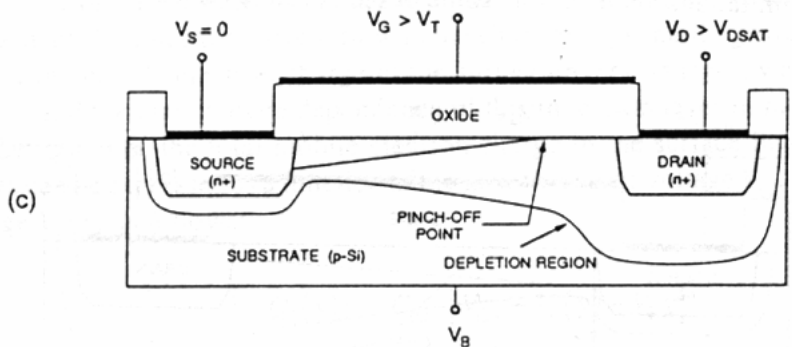 V_S = 0
V_G > V_T
V_D > V_DSAT
OXIDE
SOURCE
(n+)
DRAIN
(n+)
(c)
PINCH-OFF
POINT
SUBSTRATE (p-Si)
DEPLETION REGION
V_B